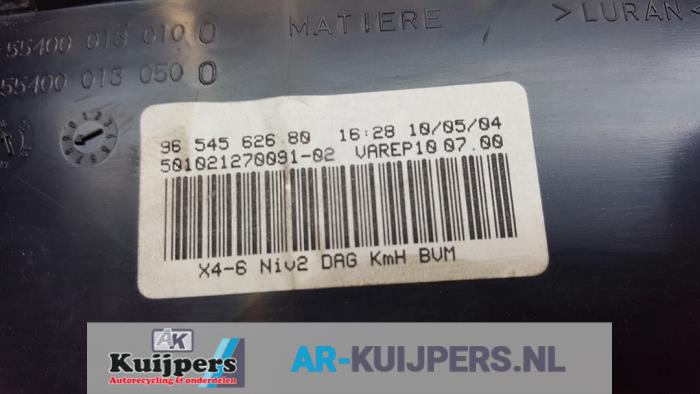 55400 013 010 0
MATIERE
>LURAN<
55400 013 050 0
96 545 626 80 16:28 10/05/04
501021270091-02 VAREP10 07.00
X4-6 Niv2 DAG KmH BVM
AK
Kuijpers
Autorecycling & onderdelen
AR-KUIJPERS.NL